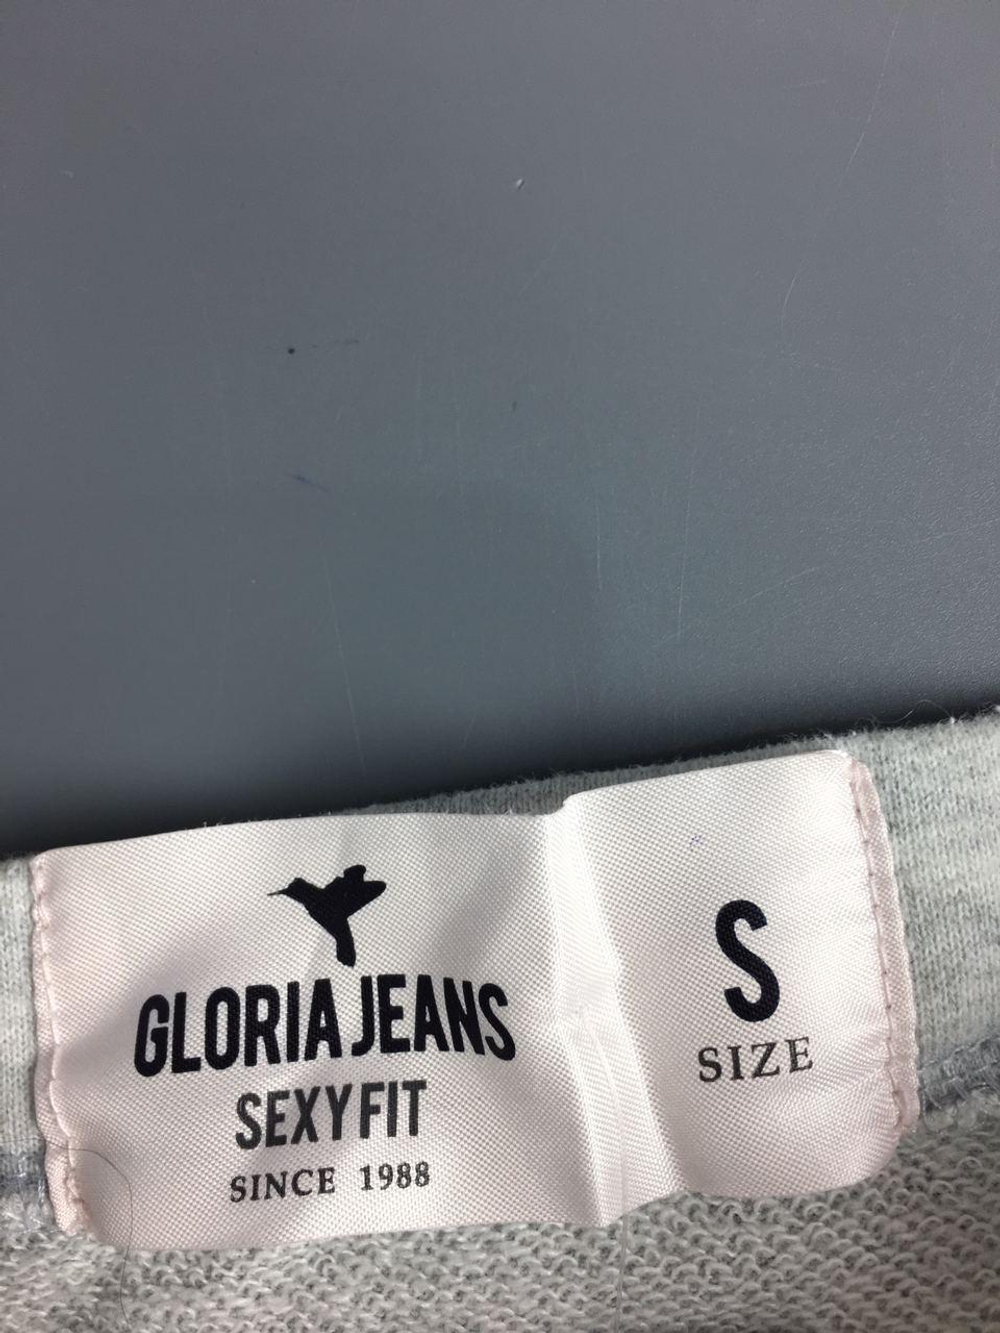 GLORIA JEANS
SEXY FIT
SINCE 1988
S
SIZE